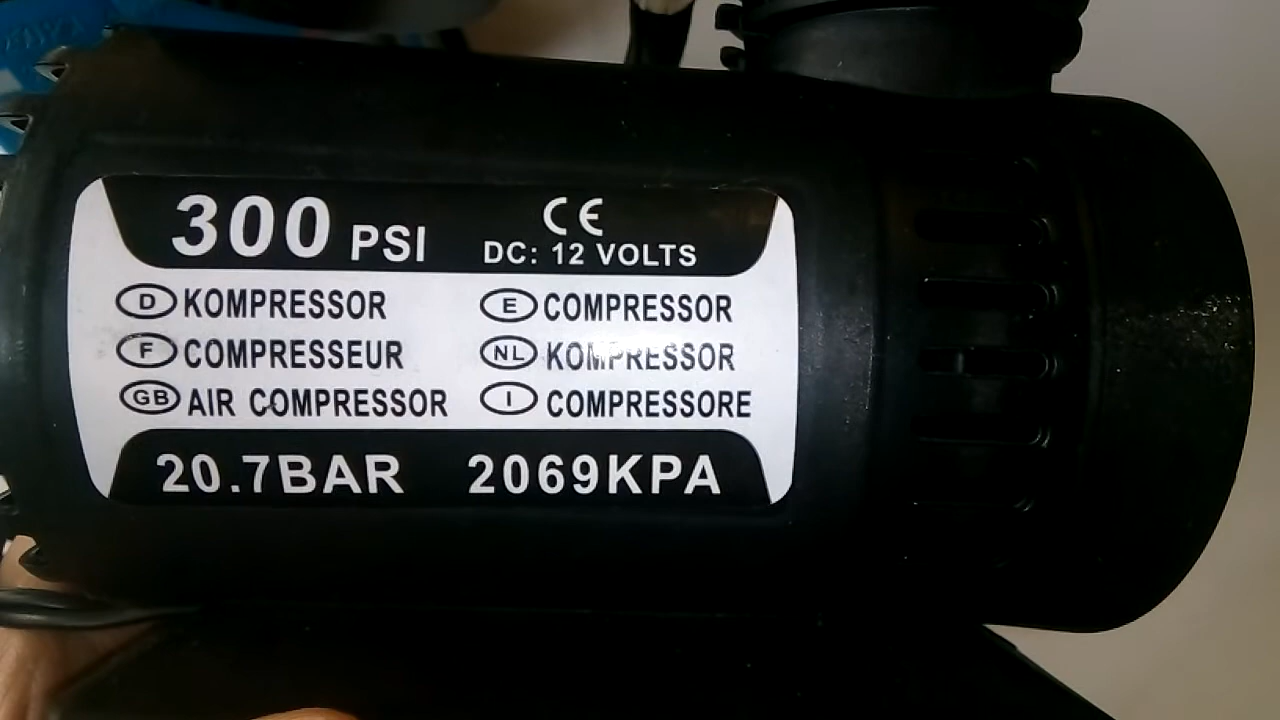 300 PSI
CE
DC: 12 VOLTS
D KOMPRESSOR
E COMPRESSOR
F COMPRESSEUR
NL KOMPRESSOR
GB AIR COMPRESSOR
I COMPRESSORE
20.7BAR 2069KPA